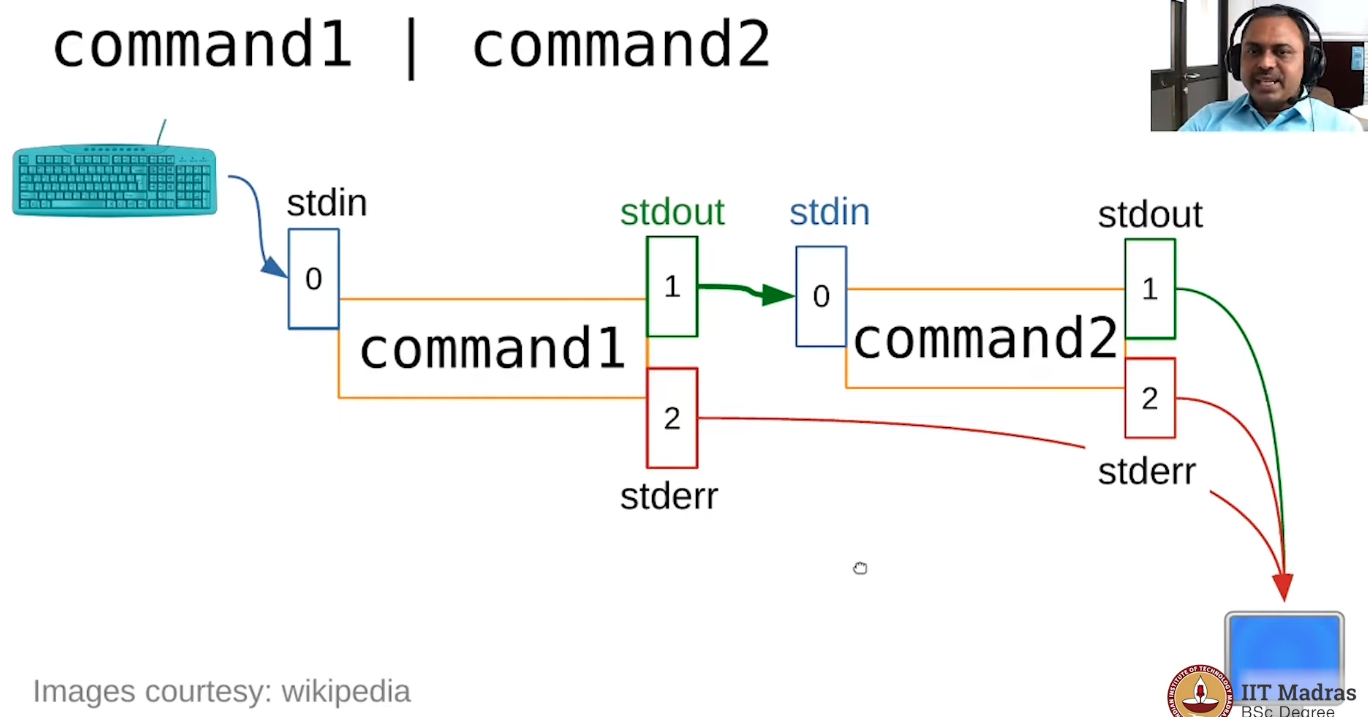 command1 | command2
stdin
stdout
stdin
stdout
0
1
0
1
command1
command2
2
2
stderr
stderr
Images courtesy: wikipedia
IIT Madras
BSc Degree